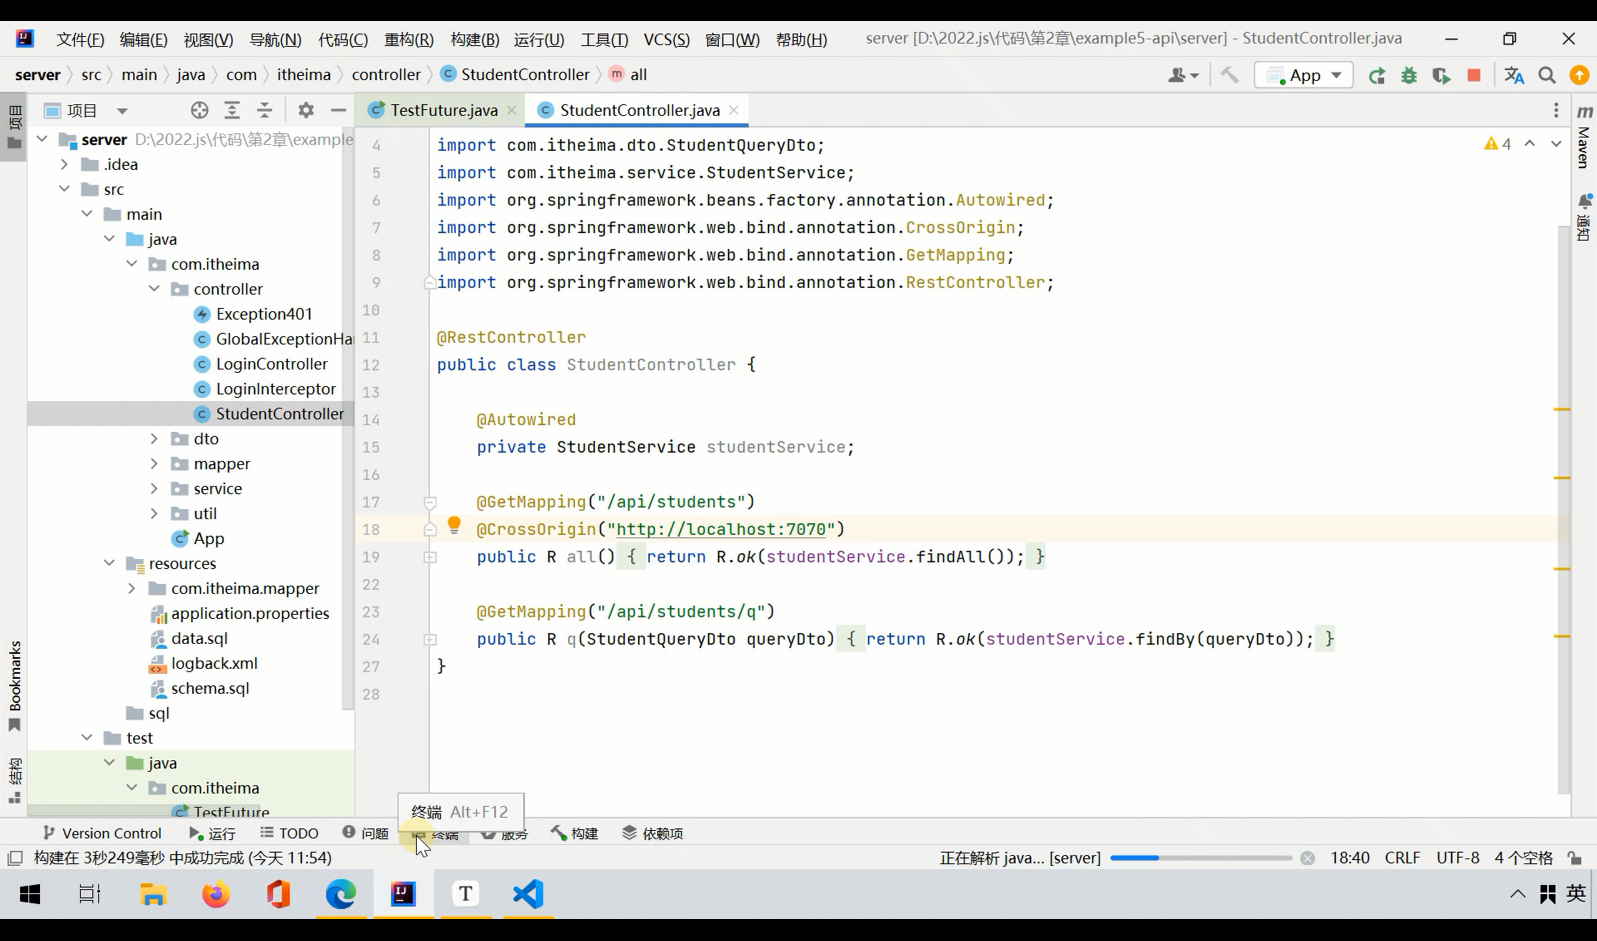 文件(F) 编辑(E) 视图(V) 导航(N) 代码(C) 重构(R) 构建(B) 运行(U) 工具(T) VCS(S) 窗口(W) 帮助(H) server [D:\2022.js\代码\第2章\example5-api\server] - StudentController.java
server src main java com itheima controller StudentController all App
项目
TestFuture.java StudentController.java
server D:\2022.js\代码\第2章\example
.idea
src
main
java
com.itheima
controller
Exception401
GlobalExceptionHa
LoginController
LoginInterceptor
StudentController
dto
mapper
service
util
App
resources
com.itheima.mapper
application.properties
data.sql
logback.xml
schema.sql
sql
test
java
com.itheima
TestFuture
项目
Bookmarks
结构
4 import com.itheima.dto.StudentQueryDto;
5 import com.itheima.service.StudentService;
6 import org.springframework.beans.factory.annotation.Autowired;
7 import org.springframework.web.bind.annotation.CrossOrigin;
8 import org.springframework.web.bind.annotation.GetMapping;
9 import org.springframework.web.bind.annotation.RestController;
10
11 @RestController
12 public class StudentController {
13
14 @Autowired
15 private StudentService studentService;
16
17 @GetMapping("/api/students")
18 @CrossOrigin("http://localhost:7070")
19 public R all() { return R.ok(studentService.findAll()); }
22
23 @GetMapping("/api/students/q")
24 public R q(StudentQueryDto queryDto) { return R.ok(studentService.findBy(queryDto)); }
27 }
28
4
m
Maven
通知
终端 Alt+F12
Version Control 运行 TODO 问题 终端 服务 构建 依赖项
构建在 3秒249毫秒 中成功完成 (今天 11:54) 正在解析 java... [server] 18:40 CRLF UTF-8 4 个空格
T
英